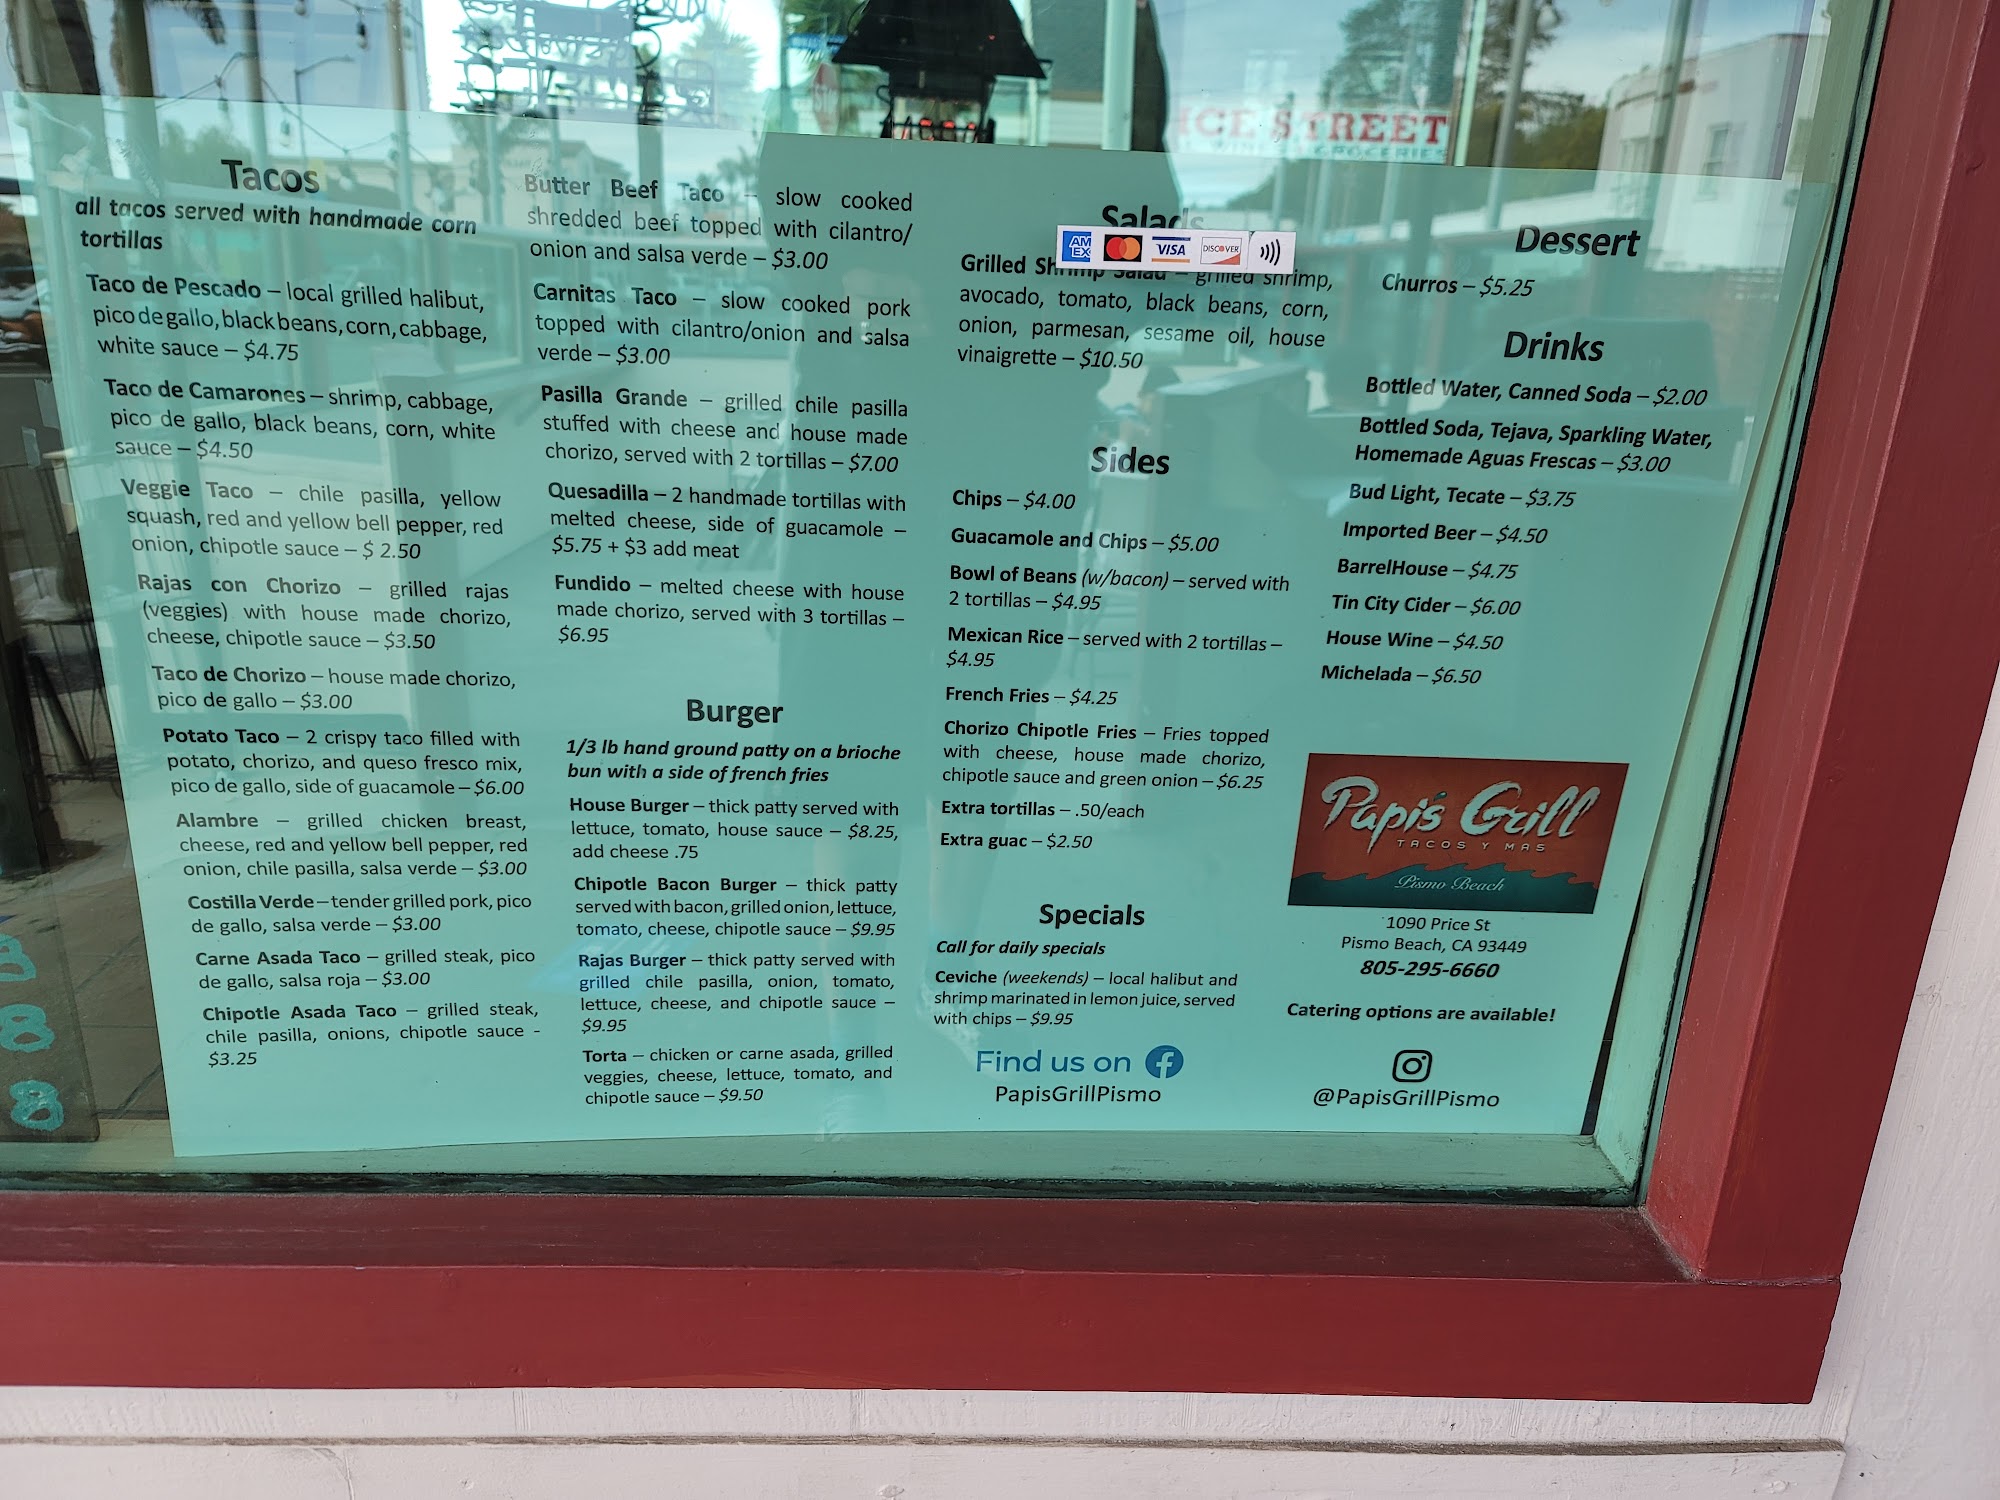 Tacos
all tacos served with handmade corn
tortillas
Taco de Pescado – local grilled halibut,
pico de gallo, black beans, corn, cabbage,
white sauce – $4.75
Taco de Camarones – shrimp, cabbage,
pico de gallo, black beans, corn, white
sauce – $4.50
Veggie Taco – chile pasilla, yellow
squash, red and yellow bell pepper, red
onion, chipotle sauce – $ 2.50
Rajas con Chorizo – grilled rajas
(veggies) with house made chorizo,
cheese, chipotle sauce – $3.50
Taco de Chorizo – house made chorizo,
pico de gallo – $3.00
Potato Taco – 2 crispy taco filled with
potato, chorizo, and queso fresco mix,
pico de gallo, side of guacamole – $6.00
Alambre – grilled chicken breast,
cheese, red and yellow bell pepper, red
onion, chile pasilla, salsa verde – $3.00
Costilla Verde – tender grilled pork, pico
de gallo, salsa verde – $3.00
Carne Asada Taco – grilled steak, pico
de gallo, salsa roja – $3.00
Chipotle Asada Taco – grilled steak,
chile pasilla, onions, chipotle sauce -
$3.25
Butter Beef Taco – slow cooked
shredded beef topped with cilantro/
onion and salsa verde – $3.00
Carnitas Taco – slow cooked pork
topped with cilantro/onion and salsa
verde – $3.00
Pasilla Grande – grilled chile pasilla
stuffed with cheese and house made
chorizo, served with 2 tortillas – $7.00
Quesadilla – 2 handmade tortillas with
melted cheese, side of guacamole –
$5.75 + $3 add meat
Fundido – melted cheese with house
made chorizo, served with 3 tortillas –
$6.95
Burger
1/3 lb hand ground patty on a brioche
bun with a side of french fries
House Burger – thick patty served with
lettuce, tomato, house sauce – $8.25,
add cheese .75
Chipotle Bacon Burger – thick patty
served with bacon, grilled onion, lettuce,
tomato, cheese, chipotle sauce – $9.95
Rajas Burger – thick patty served with
grilled chile pasilla, onion, tomato,
lettuce, cheese, and chipotle sauce –
$9.95
Torta – chicken or carne asada, grilled
veggies, cheese, lettuce, tomato, and
chipotle sauce – $9.50
Salads
AM EX VISA DISCOVER
Grilled Shrimp Salad – grilled shrimp,
avocado, tomato, black beans, corn,
onion, parmesan, sesame oil, house
vinaigrette – $10.50
Sides
Chips – $4.00
Guacamole and Chips – $5.00
Bowl of Beans (w/bacon) – served with
2 tortillas – $4.95
Mexican Rice – served with 2 tortillas –
$4.95
French Fries – $4.25
Chorizo Chipotle Fries – Fries topped
with cheese, house made chorizo,
chipotle sauce and green onion – $6.25
Extra tortillas – .50/each
Extra guac – $2.50
Specials
Call for daily specials
Ceviche (weekends) – local halibut and
shrimp marinated in lemon juice, served
with chips – $9.95
Find us on
PapisGrillPismo
Dessert
Churros – $5.25
Drinks
Bottled Water, Canned Soda – $2.00
Bottled Soda, Tejava, Sparkling Water,
Homemade Aguas Frescas – $3.00
Bud Light, Tecate – $3.75
Imported Beer – $4.50
BarrelHouse – $4.75
Tin City Cider – $6.00
House Wine – $4.50
Michelada – $6.50
Papi's Grill
TACOS Y MAS
Pismo Beach
1090 Price St
Pismo Beach, CA 93449
805-295-6660
Catering options are available!
@PapisGrillPismo
ICE STREET
GROCERIES
8
8